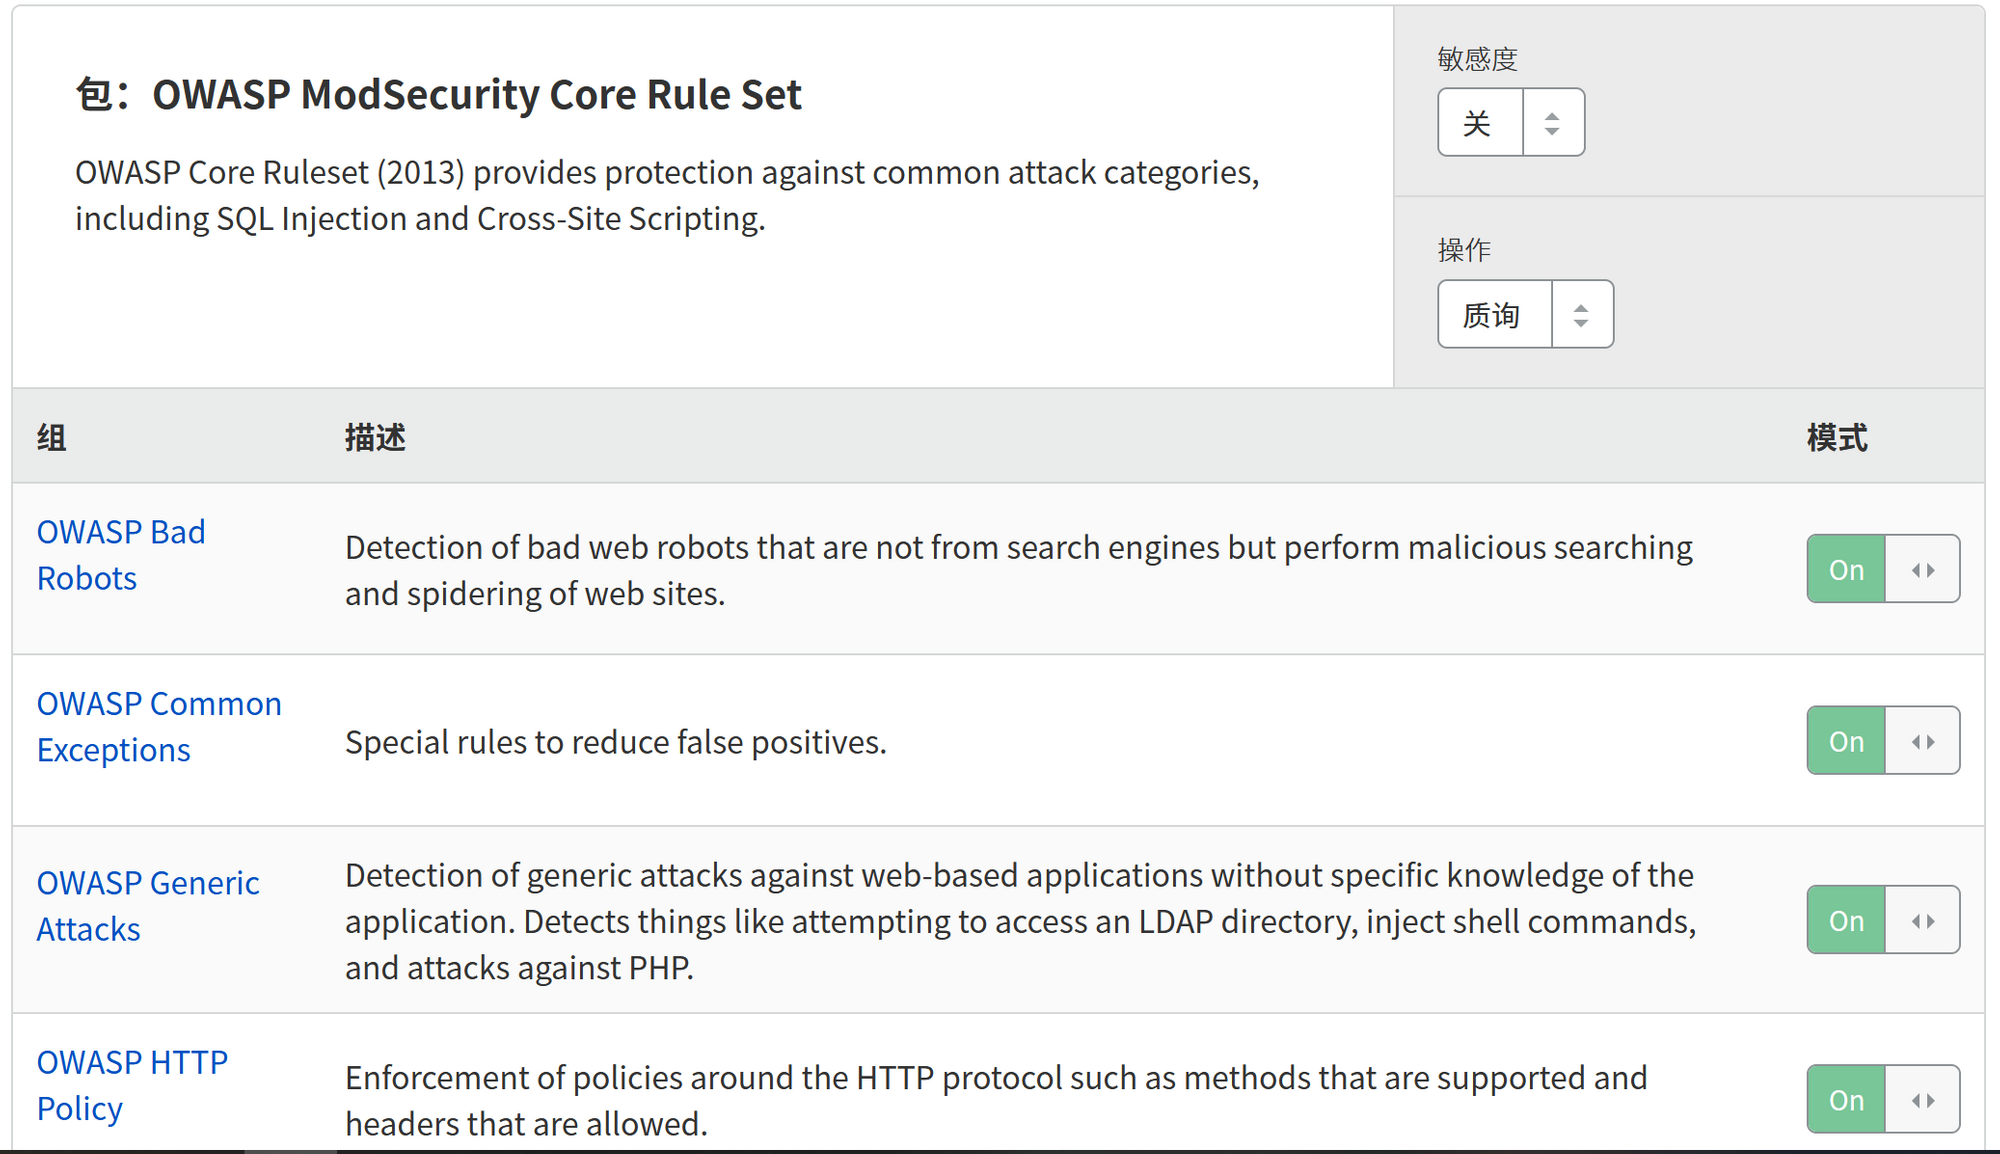 包：OWASP ModSecurity Core Rule Set
OWASP Core Ruleset (2013) provides protection against common attack categories,
including SQL Injection and Cross-Site Scripting.
敏感度
关
操作
质询
组 描述 模式
OWASP Bad
Robots
Detection of bad web robots that are not from search engines but perform malicious searching
and spidering of web sites.
On
OWASP Common
Exceptions
Special rules to reduce false positives.
On
OWASP Generic
Attacks
Detection of generic attacks against web-based applications without specific knowledge of the
application. Detects things like attempting to access an LDAP directory, inject shell commands,
and attacks against PHP.
On
OWASP HTTP
Policy
Enforcement of policies around the HTTP protocol such as methods that are supported and
headers that are allowed.
On